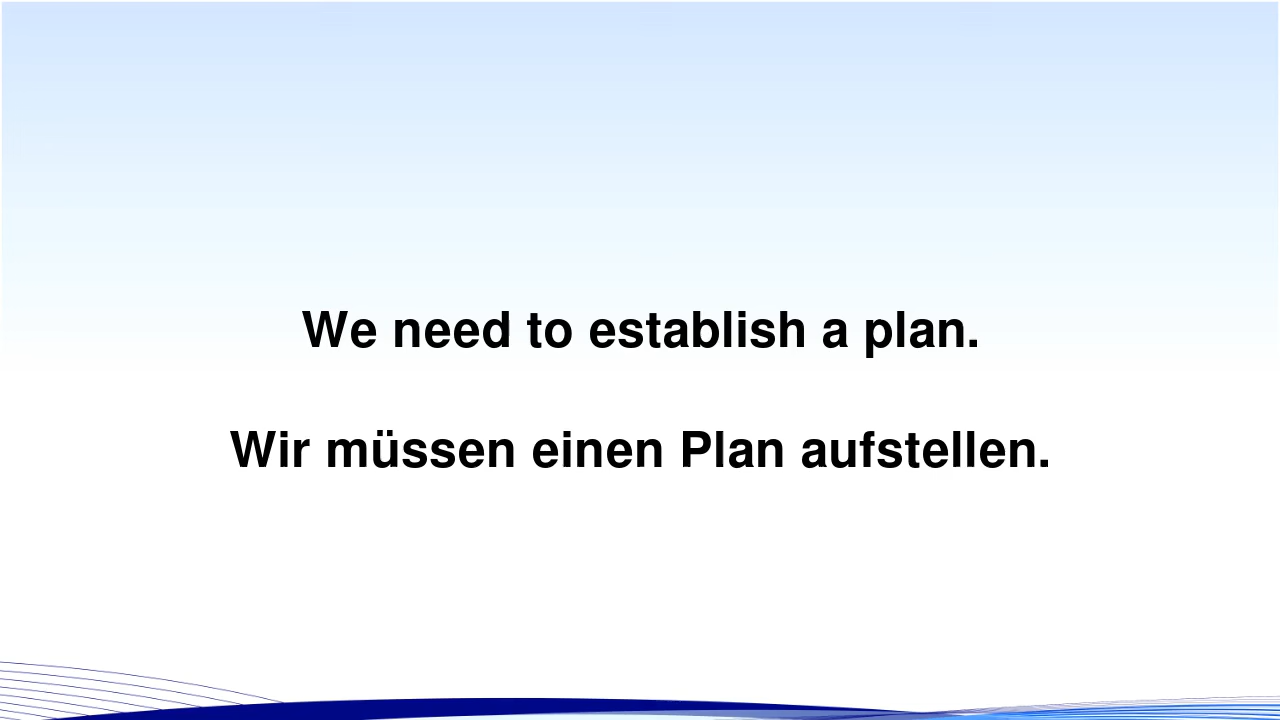 We need to establish a plan.
Wir müssen einen Plan aufstellen.